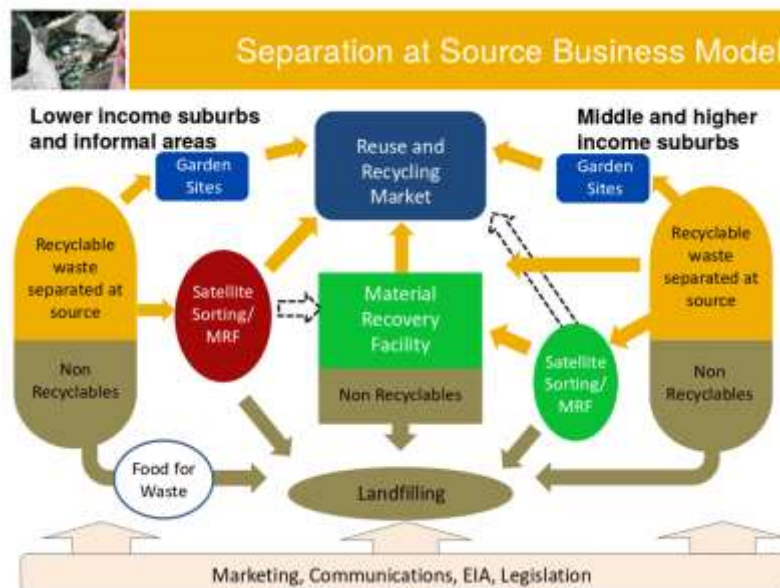 Separation at Source Business Model
Lower income suburbs
and informal areas
Middle and higher
income suburbs
Garden
Sites
Reuse and
Recycling
Market
Garden
Sites
Recyclable
waste
separated at
source
Satellite
Sorting/
MRF
Material
Recovery
Facility
Satellite
Sorting/
MRF
Recyclable
waste
separated at
source
Non
Recyclables
Non Recyclables
Non
Recyclables
Food for
Waste
Landfilling
Marketing, Communications, EIA, Legislation